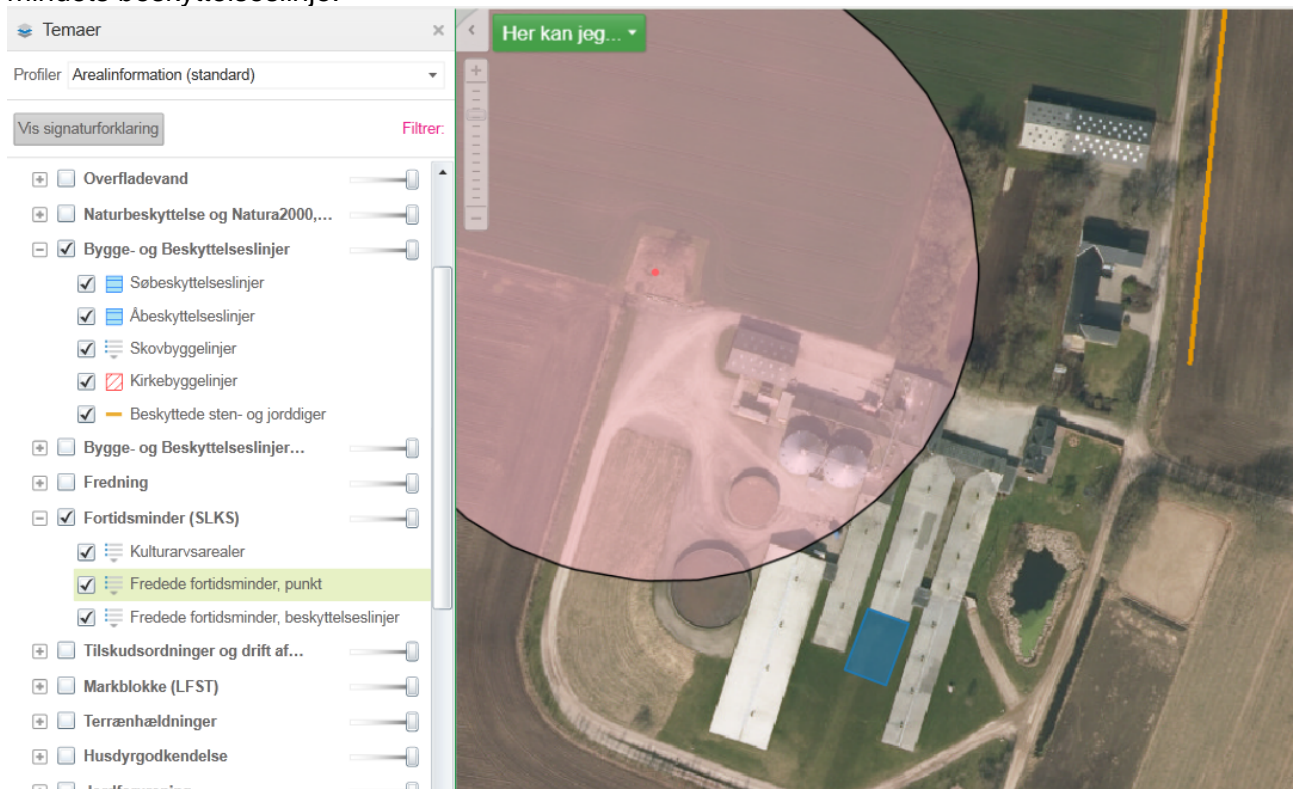 mindets beskyttelseslinje.
Temaer
Her kan jeg...
Profiler Arealinformation (standard)
Vis signaturforklaring Filtrer:
Overfladevand
Naturbeskyttelse og Natura2000,...
Bygge- og Beskyttelseslinjer
Søbeskyttelseslinjer
Åbeskyttelseslinjer
Skovbyggelinjer
Kirkebyggelinjer
Beskyttede sten- og jorddiger
Bygge- og Beskyttelseslinjer...
Fredning
Fortidsminder (SLKS)
Kulturarvsarealer
Fredede fortidsminder, punkt
Fredede fortidsminder, beskyttelseslinjer
Tilskudsordninger og drift af...
Markblokke (LFST)
Terrænhældninger
Husdyrgodkendelse